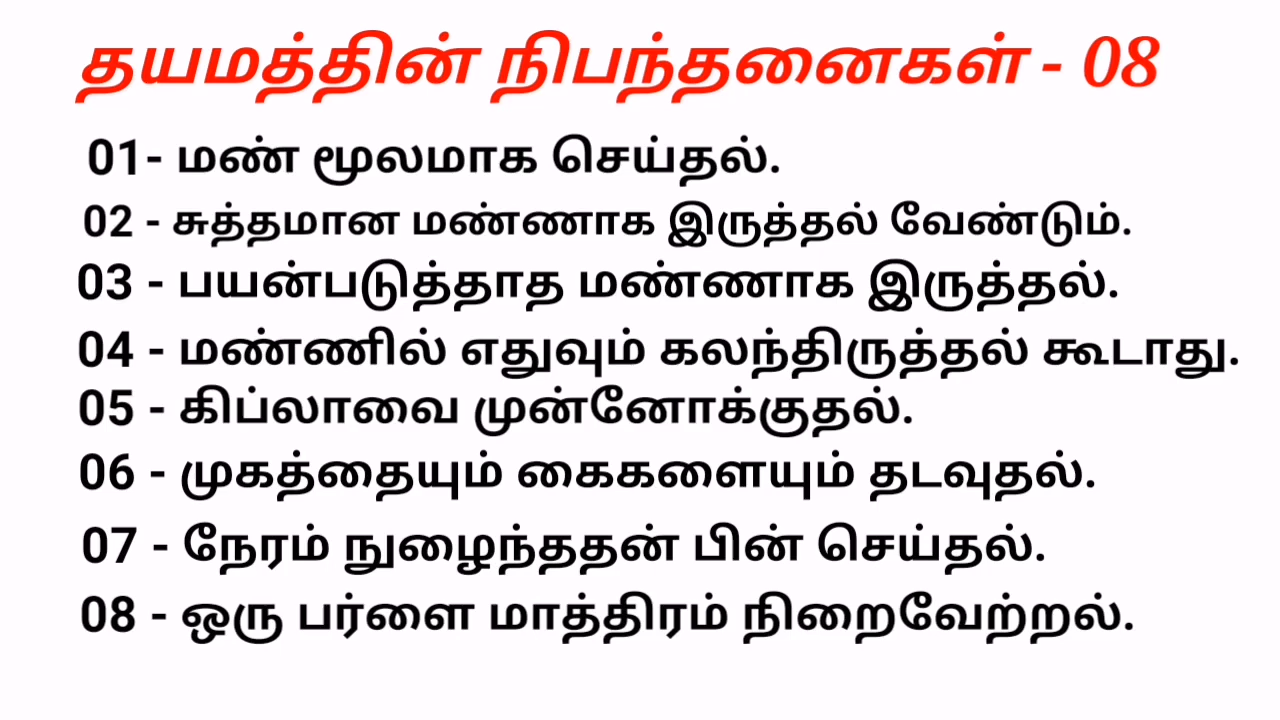 தயமத்தின் நிபந்தனைகள் - 08
01- மண் மூலமாக செய்தல்.
02 - சுத்தமான மண்ணாக இருத்தல் வேண்டும்.
03 - பயன்படுத்தாத மண்ணாக இருத்தல்.
04 - மண்ணில் எதுவும் கலந்திருத்தல் கூடாது.
05 - கிப்லாவை முன்னோக்குதல்.
06 - முகத்தையும் கைகளையும் தடவுதல்.
07 - நேரம் நுழைந்ததன் பின் செய்தல்.
08 - ஒரு பர்ளை மாத்திரம் நிறைவேற்றல்.